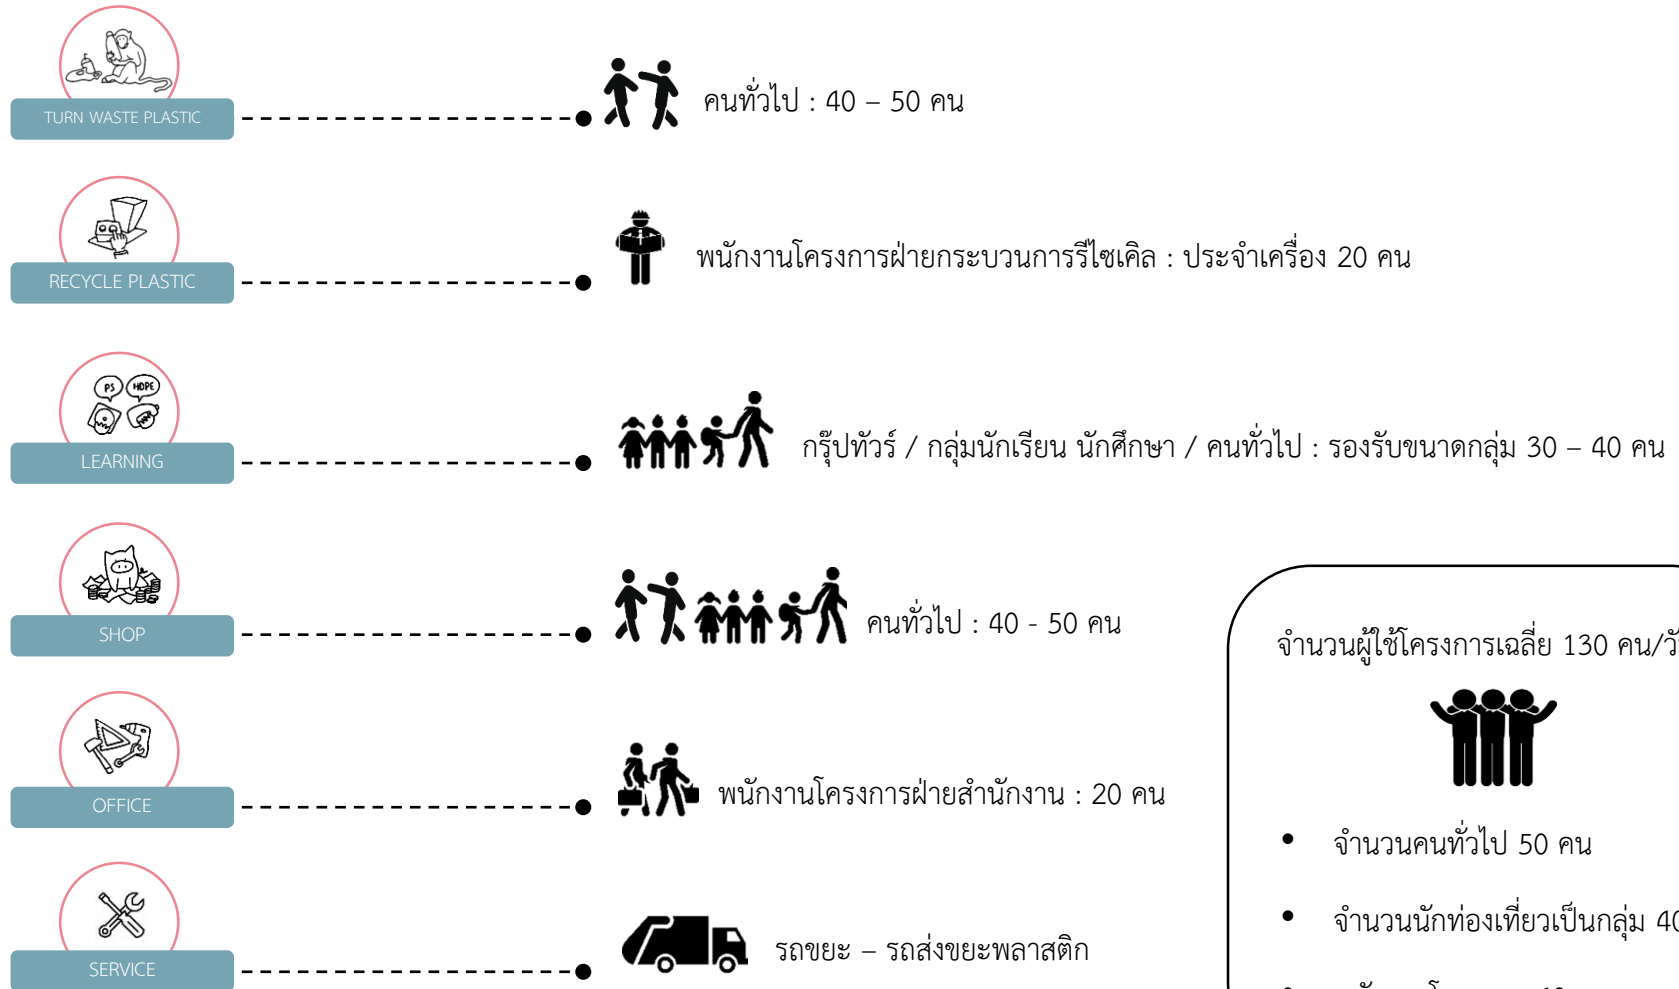 TURN WASTE PLASTIC
คนทั่วไป : 40 – 50 คน
RECYCLE PLASTIC
พนักงานโครงการฝ่ายกระบวนการรีไซเคิล : ประจำเครื่อง 20 คน
PS HDPE
LEARNING
กรุ๊ปทัวร์ / กลุ่มนักเรียน นักศึกษา / คนทั่วไป : รองรับขนาดกลุ่ม 30 – 40 คน
SHOP
คนทั่วไป : 40 - 50 คน
OFFICE
พนักงานโครงการฝ่ายสำนักงาน : 20 คน
SERVICE
รถขยะ – รถส่งขยะพลาสติก
จำนวนผู้ใช้โครงการเฉลี่ย 130 คน/
• จำนวนคนทั่วไป 50 คน
• จำนวนนักท่องเที่ยวเป็นกลุ่ม 40